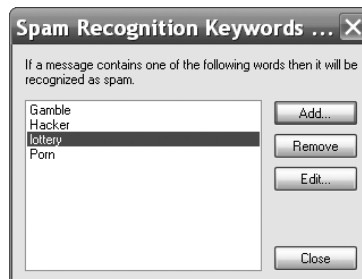 Spam Recognition Keywords ...
If a message contains one of the following words then it will be
recognized as spam.
Gamble
Hacker
lottery
Porn
Add...
Remove
Edit...
Close